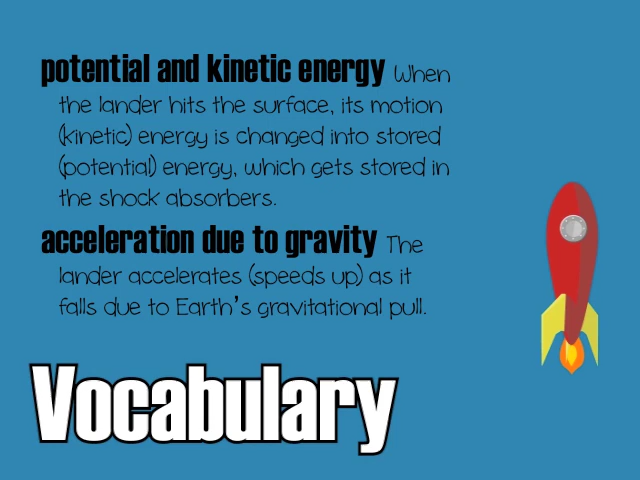 potential and kinetic energy When
the lander hits the surface, its motion
(kinetic) energy is changed into stored
(potential) energy, which gets stored in
the shock absorbers.
acceleration due to gravity The
lander accelerates (speeds up) as it
falls due to Earth's gravitational pull.
Vocabulary